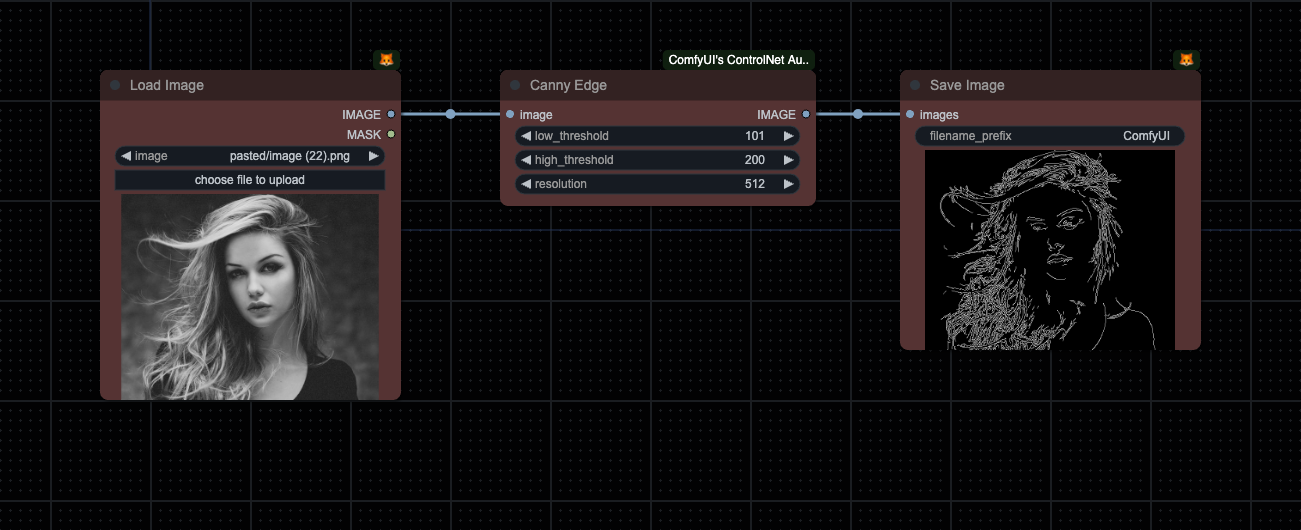 ComfyUI's ControlNet Au..
Load Image
IMAGE
MASK
image pasted/image (22).png
choose file to upload
Canny Edge
image IMAGE
low_threshold 101
high_threshold 200
resolution 512
Save Image
images
filename_prefix ComfyUI